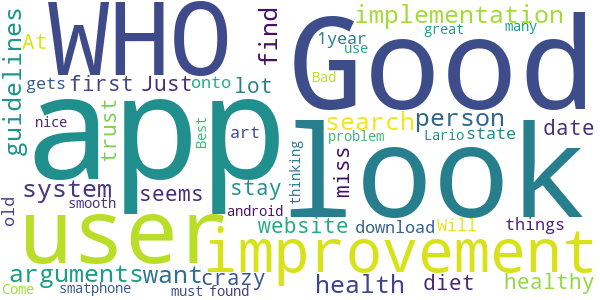 WHO Good implementation
find 1year great many
guidelines At use
gets first Just onto lot Bad
app look
trust Best art search person date
nice problem Lario state
system seems stay miss thinking
old smooth android things
user improvement
website download Will
Come arguments want crazy health diet healthy
smatphone must found